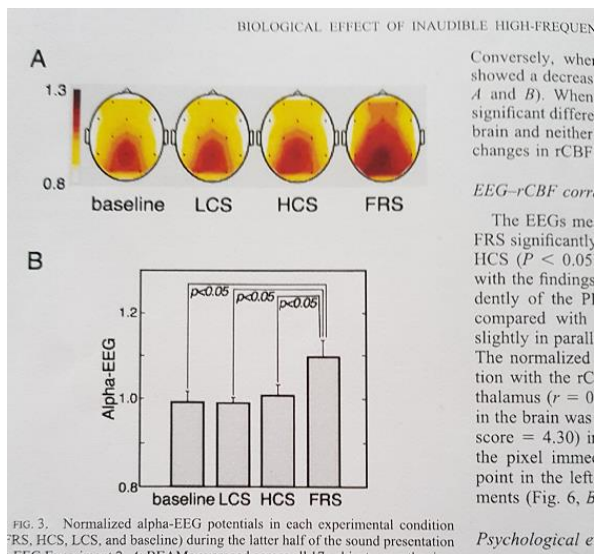 BIOLOGICAL EFFECT OF INAUDIBLE HIGH-FREQUEN
A
1.3
0.8
baseline LCS HCS FRS
B
p<0.05
p<0.05
p<0.05
Alpha-EEG
1.2
1.0
0.8
baseline LCS HCS FRS
FIG. 3. Normalized alpha-EEG potentials in each experimental condition
FRS, HCS, LCS, and baseline) during the latter half of the sound presentation
Conversely, when
showed a decreas
A and B). When
significant differe
brain and neither
changes in rCBF
EEG–rCBF corr
The EEGs me
FRS significantly
HCS (P < 0.05
with the findings
dently of the P
compared with
slightly in parall
The normalized
tion with the rC
thalamus (r = 0
in the brain was
score = 4.30) i
the pixel immed
point in the left
ments (Fig. 6, B
Psychological e